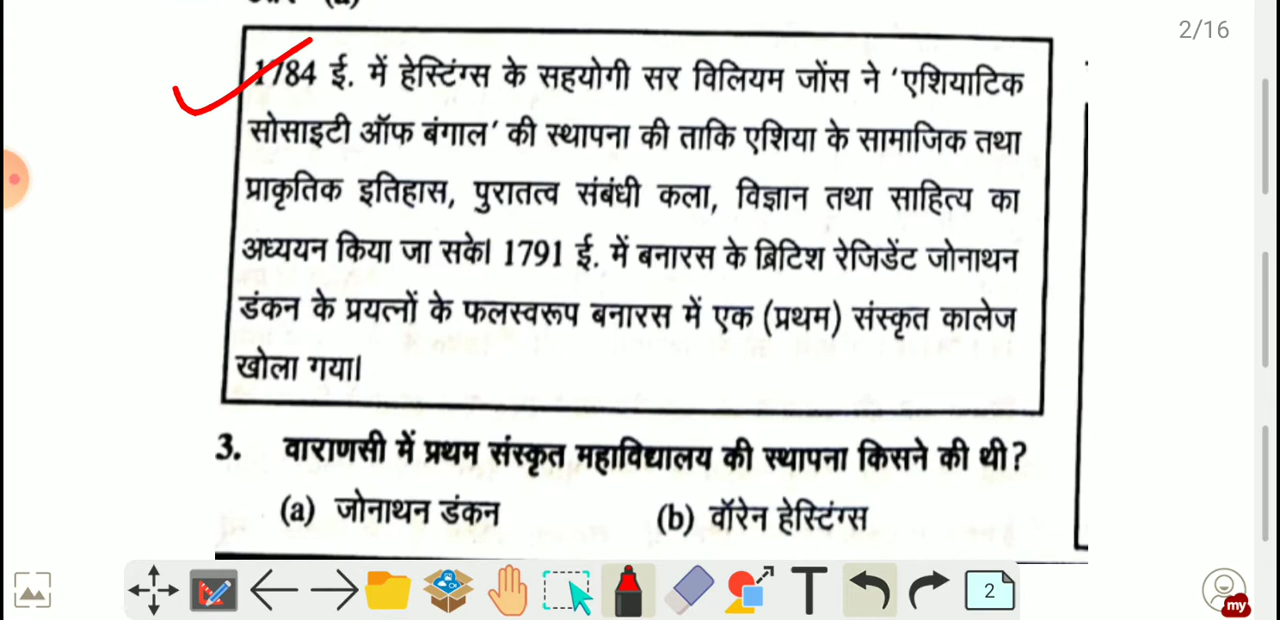 2/16
1784 ई. में हेस्टिंग्स के सहयोगी सर विलियम जोंस ने ‘एशियाटिक
सोसाइटी ऑफ बंगाल’ की स्थापना की ताकि एशिया के सामाजिक तथा
प्राकृतिक इतिहास, पुरातत्व संबंधी कला, विज्ञान तथा साहित्य का
अध्ययन किया जा सके। 1791 ई. में बनारस के ब्रिटिश रेजिडेंट जोनाथन
डंकन के प्रयत्नों के फलस्वरूप बनारस में एक (प्रथम) संस्कृत कालेज
खोला गया।
3. वाराणसी में प्रथम संस्कृत महाविद्यालय की स्थापना किसने की थी?
(a) जोनाथन डंकन (b) वॉरेन हेस्टिंग्स
T 2 my